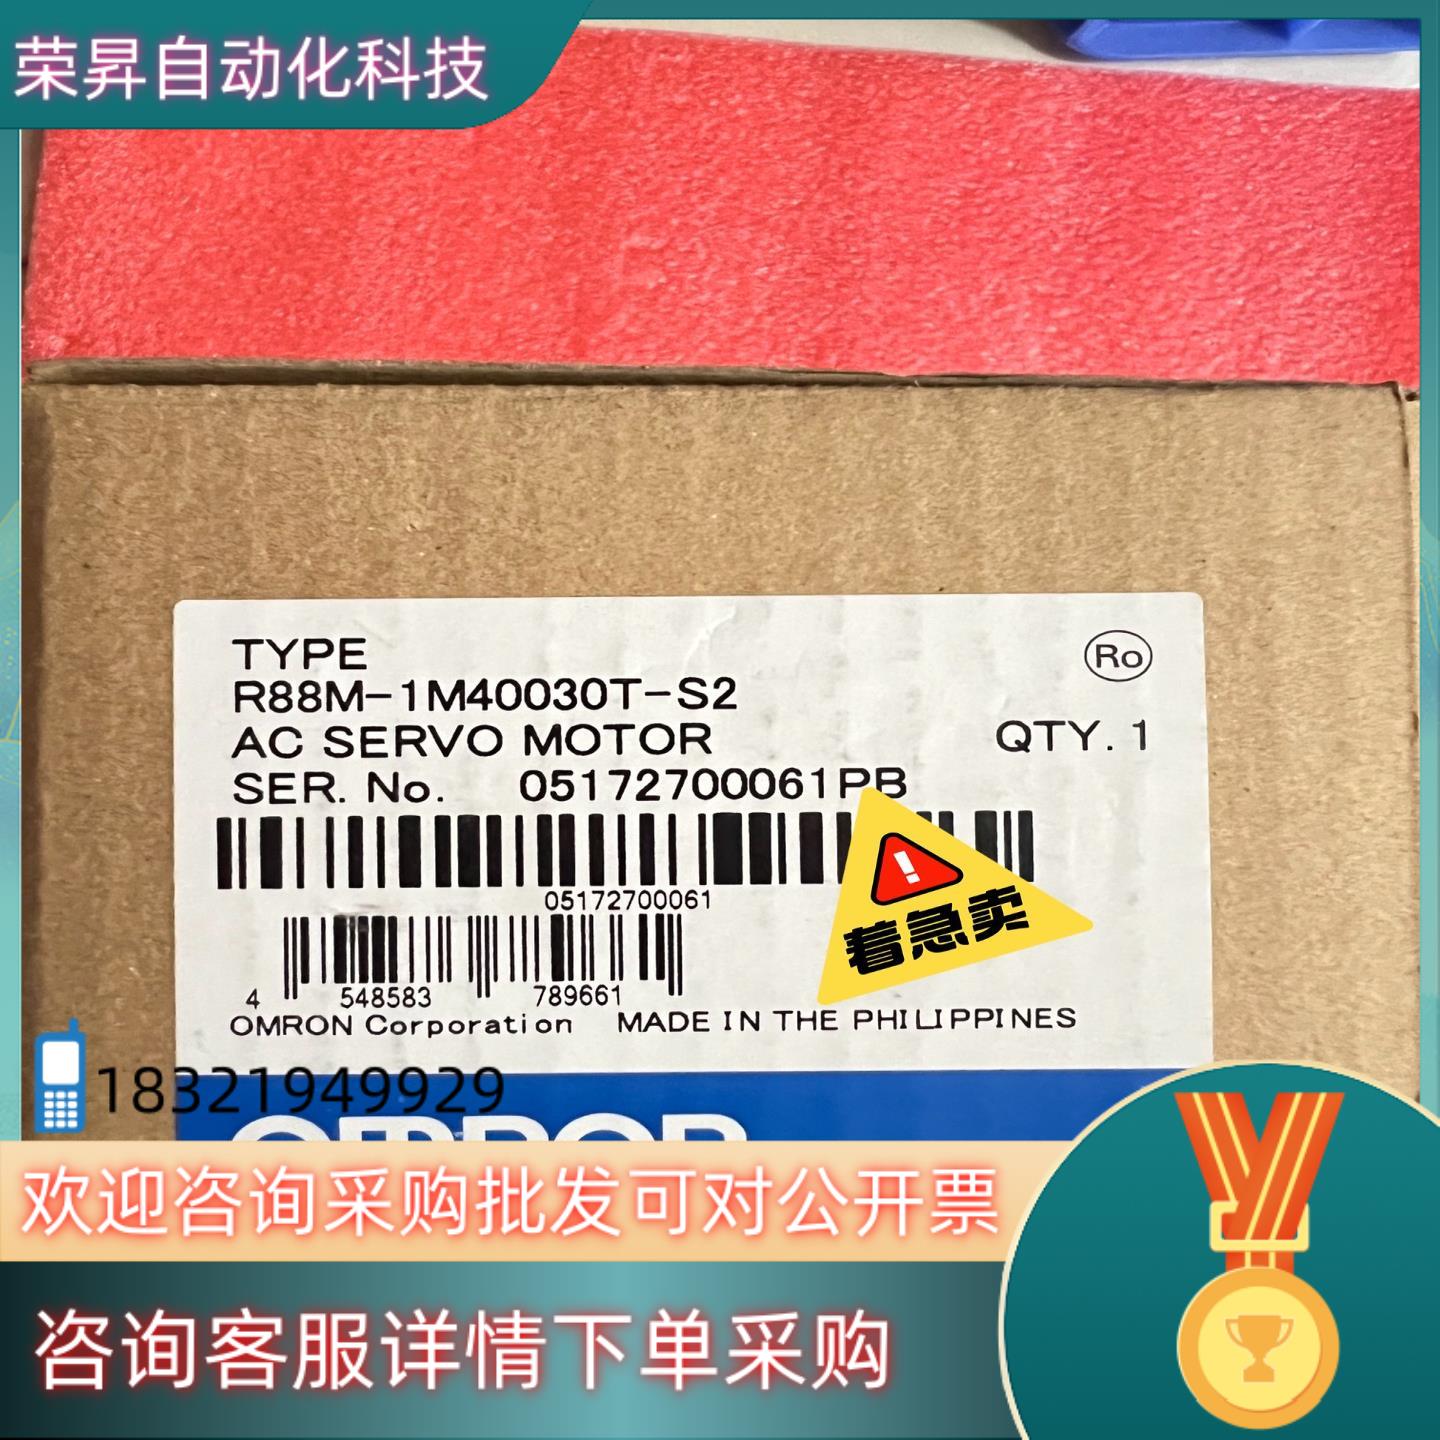 荣昇自动化科技
TYPE
Ro
R88M-1M40030T-S2
AC SERVO MOTOR QTY. 1
SER. No. 05172700061PB
05172700061
着急卖
4 548583 789661
OMRON Corporation MADE IN THE PHILIPPINES
18321949929
欢迎咨询采购批发可对公开票
咨询客服详情下单采购